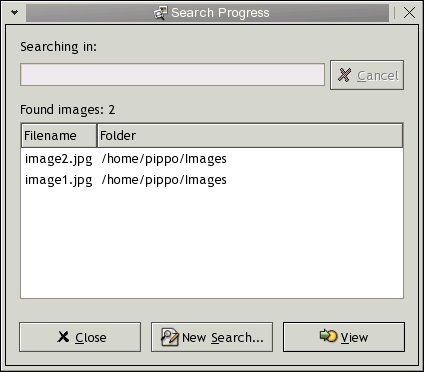 Search Progress
Searching in:
Cancel
Found images: 2
Filename Folder
image2.jpg /home/pippo/Images
image1.jpg /home/pippo/Images
Close New Search... View